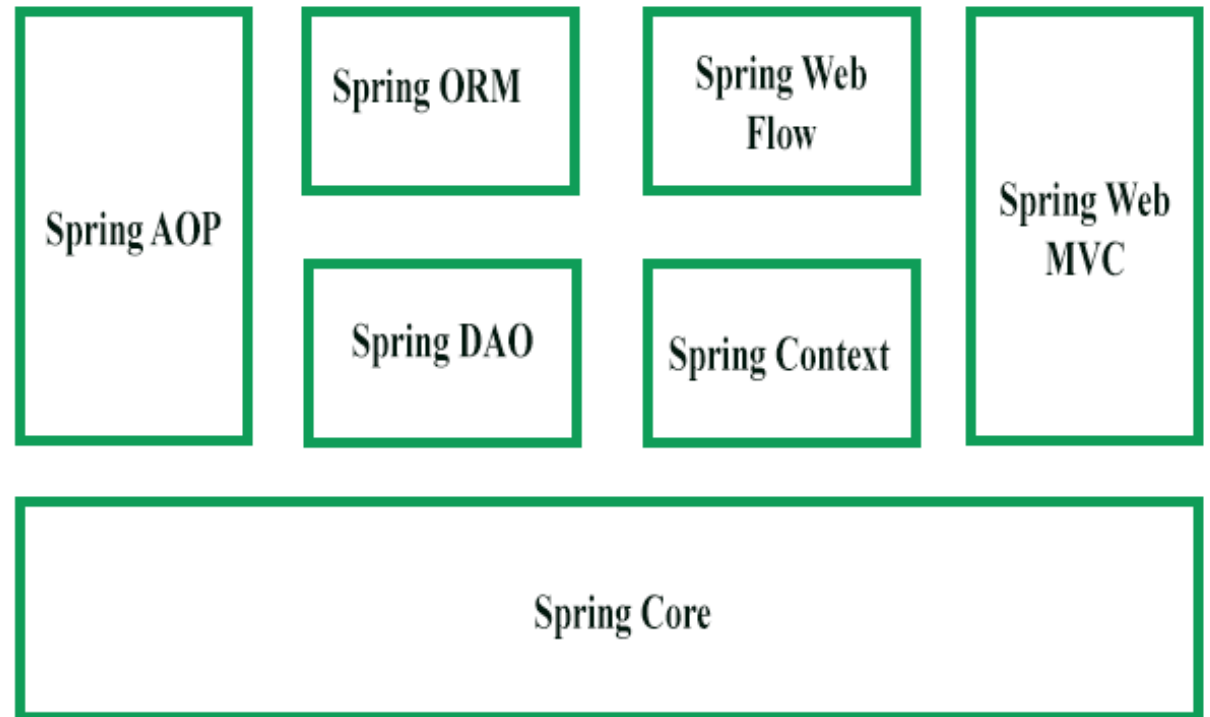 Spring AOP
Spring ORM
Spring Web
Flow
Spring Web
MVC
Spring DAO
Spring Context
Spring Core